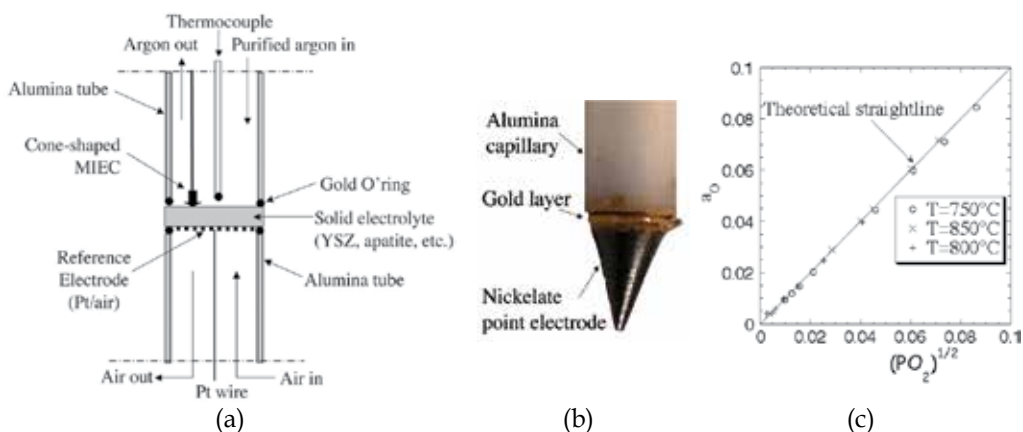 Thermocouple
Argon out
Purified argon in
Alumina tube
Cone-shaped
MIEC
Gold O'ring
Solid electrolyte
(YSZ, apatite, etc.)
Reference
Electrode
(Pt/air)
Alumina tube
Air out
Pt wire
Air in
(a)
Alumina
capillary
Gold layer
Nickelate
point electrode
(b)
0.1
0.08
0.06
0.04
0.02
0
aO
Theoretical straightline
o T=750°C
× T=850°C
+ T=800°C
0 0.02 0.04 0.06 0.08 0.1
(PO2)1/2
(c)